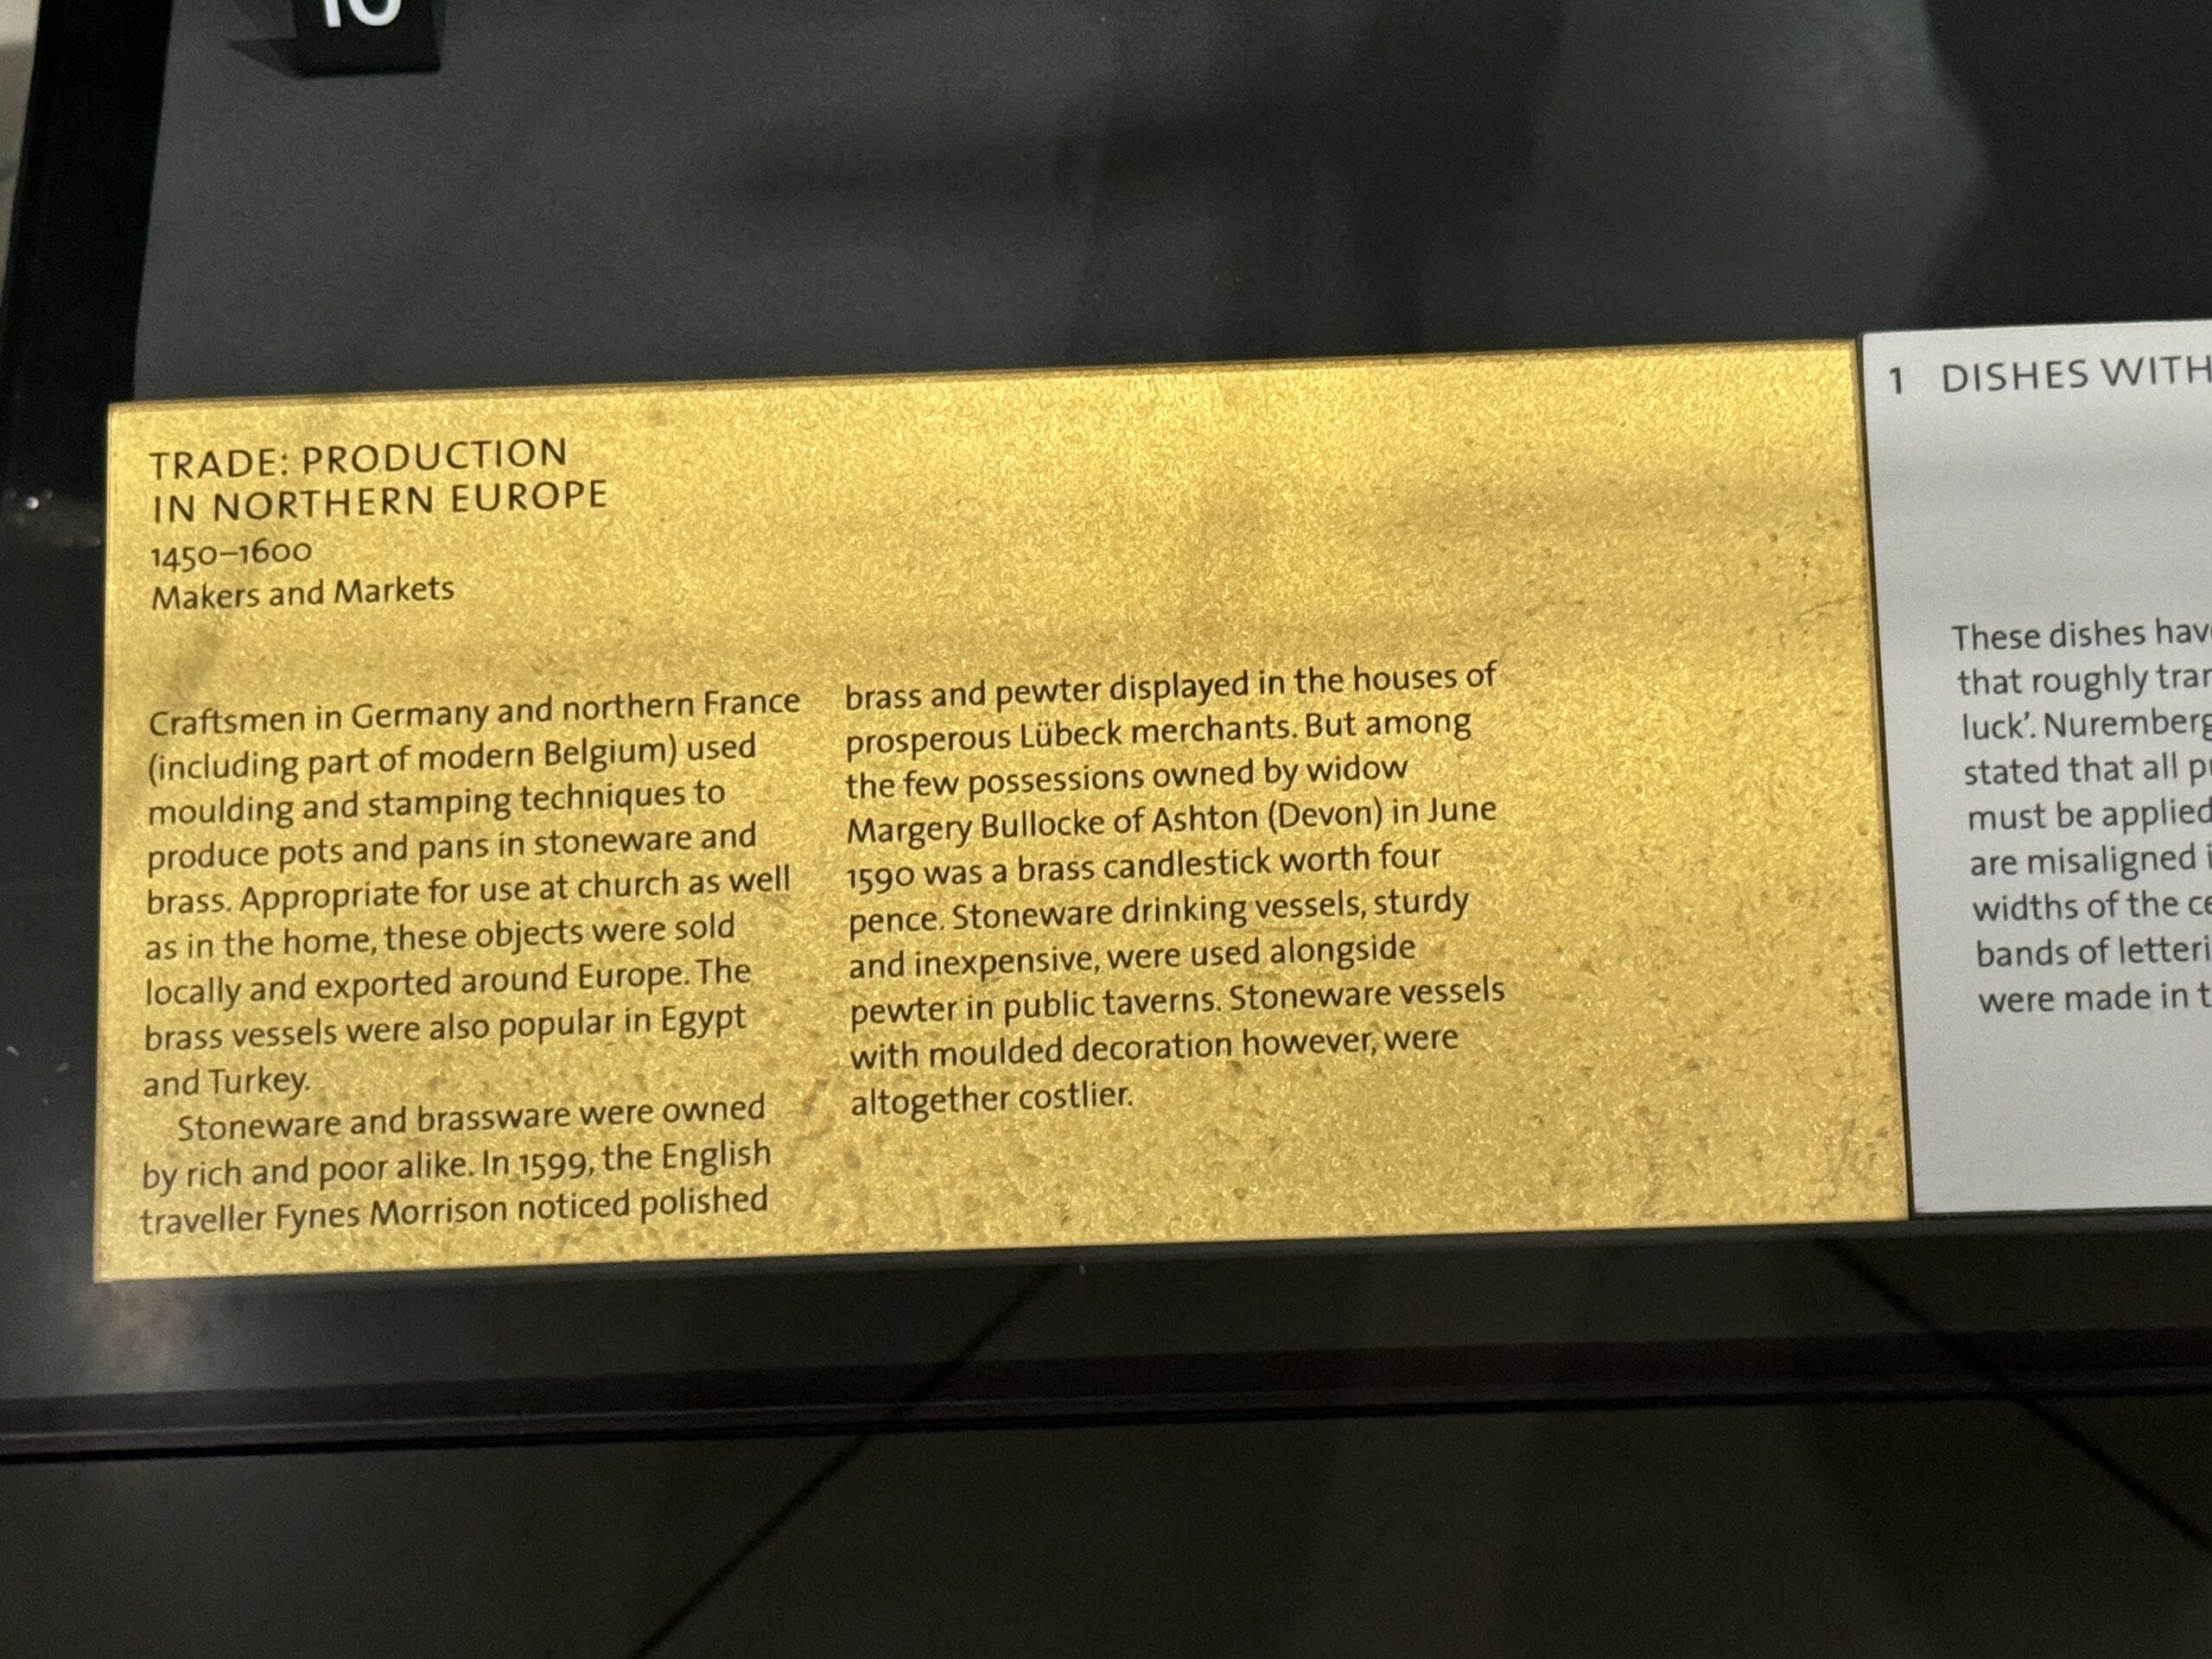 10
TRADE: PRODUCTION
IN NORTHERN EUROPE
1450–1600
Makers and Markets
Craftsmen in Germany and northern France
(including part of modern Belgium) used
moulding and stamping techniques to
produce pots and pans in stoneware and
brass. Appropriate for use at church as well
as in the home, these objects were sold
locally and exported around Europe. The
brass vessels were also popular in Egypt
and Turkey.
Stoneware and brassware were owned
by rich and poor alike. In 1599, the English
traveller Fynes Morrison noticed polished
brass and pewter displayed in the houses of
prosperous Lübeck merchants. But among
the few possessions owned by widow
Margery Bullocke of Ashton (Devon) in June
1590 was a brass candlestick worth four
pence. Stoneware drinking vessels, sturdy
and inexpensive, were used alongside
pewter in public taverns. Stoneware vessels
with moulded decoration however, were
altogether costlier.
1 DISHES WITH
These dishes
that roughly
luck’. Nuremberg
stated that all
must be applied
are misaligned
widths of the
bands of
were made in